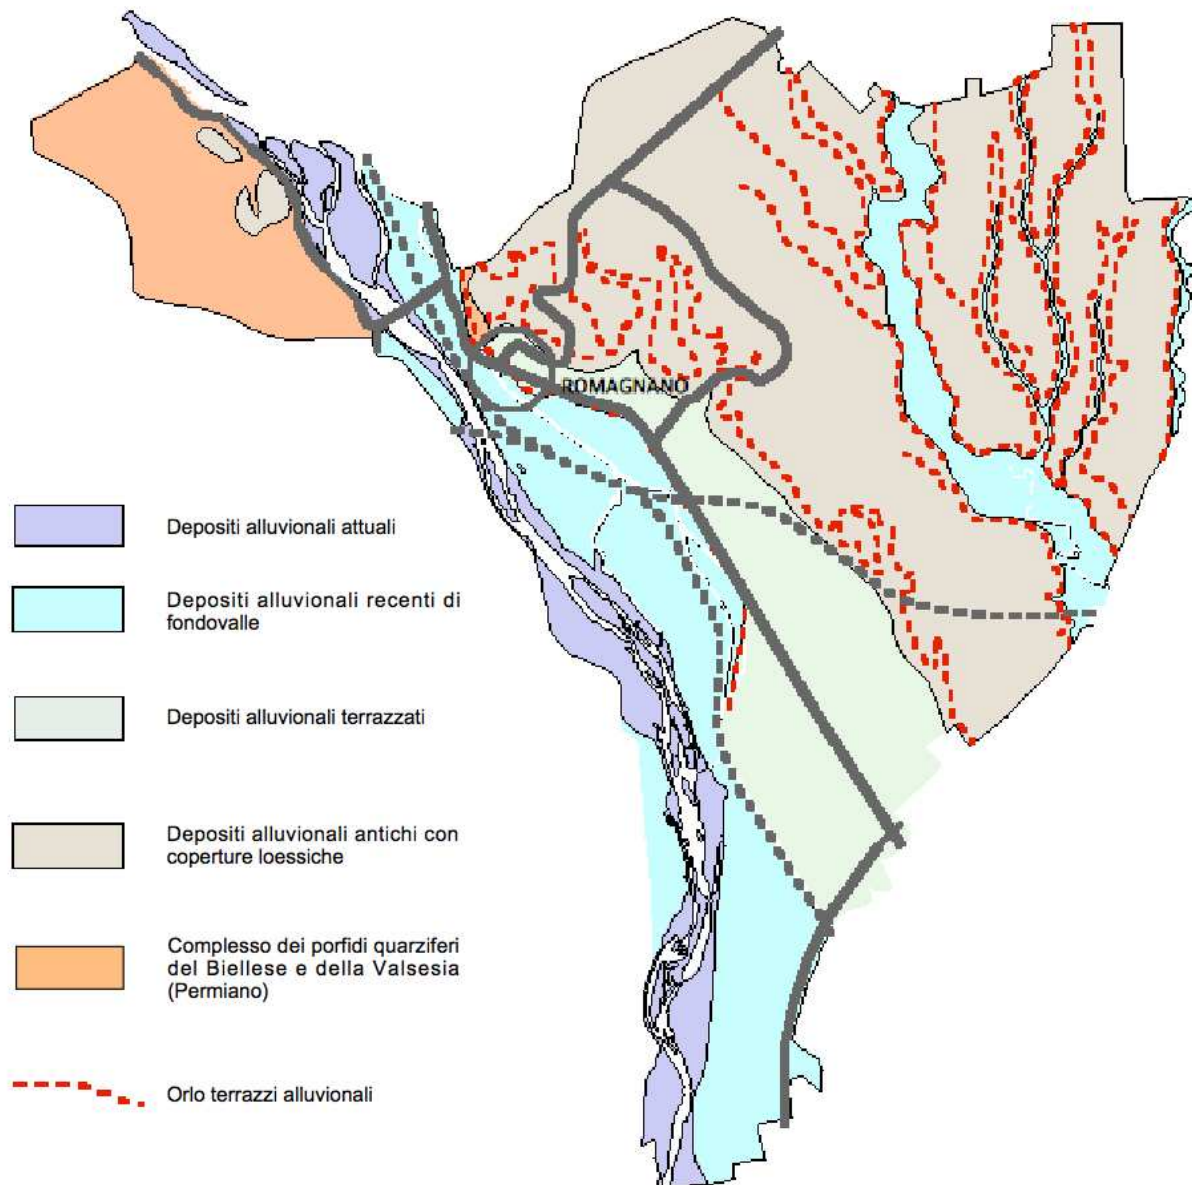 ROMAGNANO
Depositi alluvionali attuali
Depositi alluvionali recenti di
fondovalle
Depositi alluvionali terrazzati
Depositi alluvionali antichi con
coperture loessiche
Complesso dei porfidi quarziferi
del Biellese e della Valsesia
(Permiano)
Orlo terrazzi alluvionali